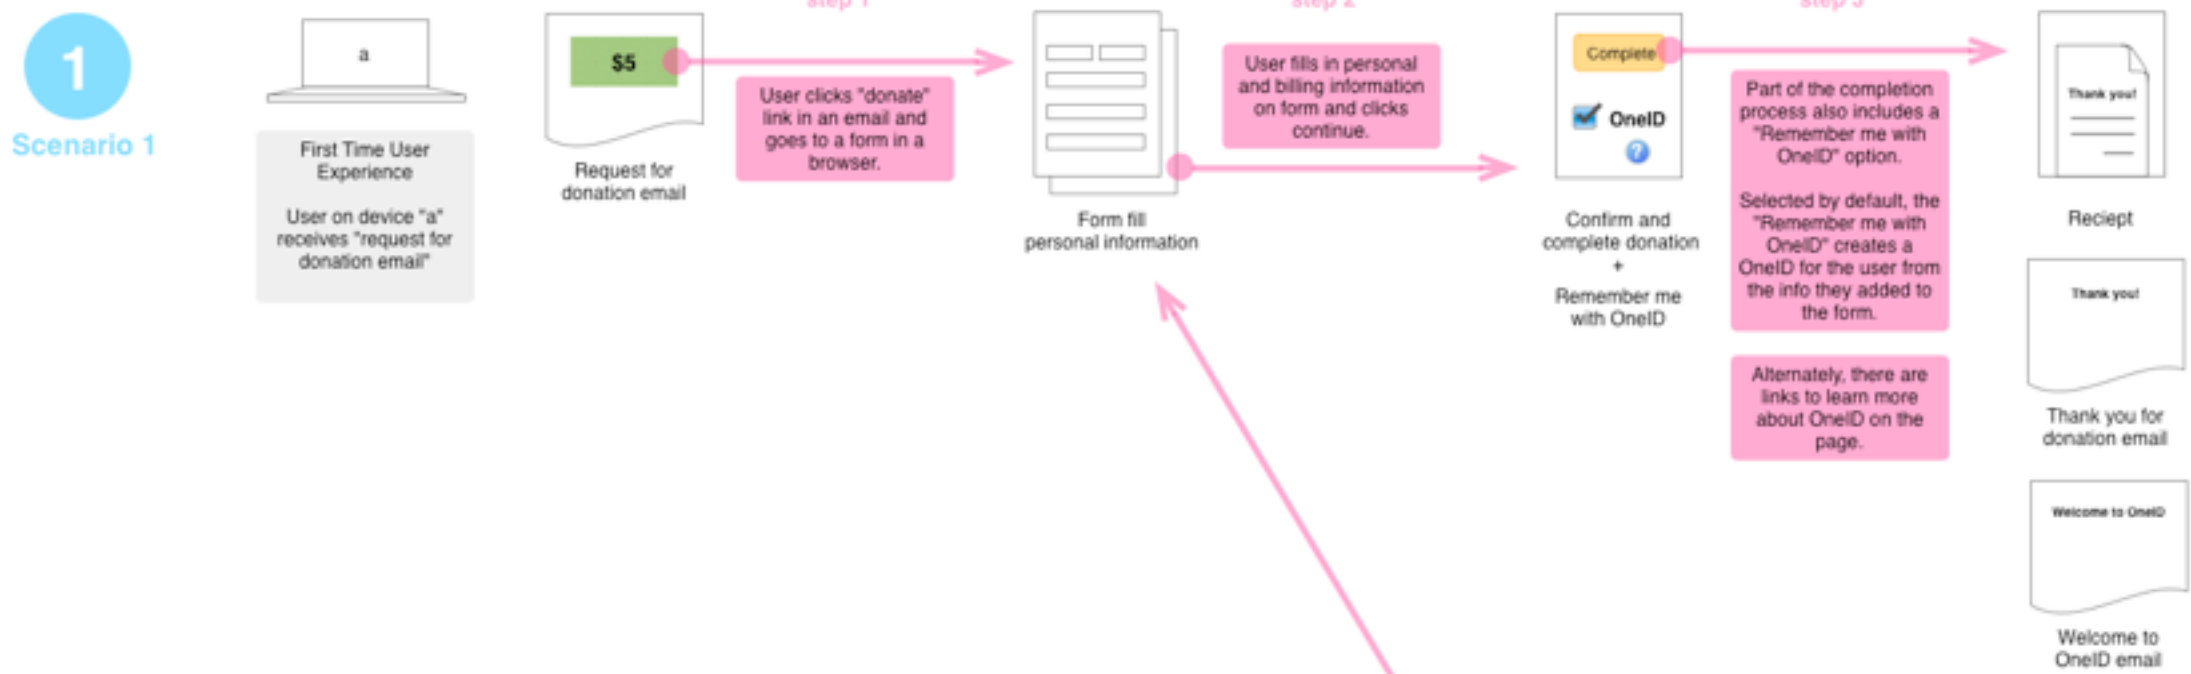 step 1
step 2
step 3
1
Scenario 1
a
First Time User
Experience
User on device "a"
receives "request for
donation email"
$5
Request for
donation email
User clicks "donate"
link in an email and
goes to a form in a
browser.
Form fill
personal information
User fills in personal
and billing information
on form and clicks
continue.
Complete
OneID
?
Confirm and
complete donation
+
Remember me
with OneID
Part of the completion
process also includes a
"Remember me with
OneID" option.
Selected by default, the
"Remember me with
OneID" creates a
OneID for the user from
the info they added to
the form.
Alternately, there are
links to learn more
about OneID on the
page.
Thank you!
Reciept
Thank you!
Thank you for
donation email
Welcome to OneID
Welcome to
OneID email